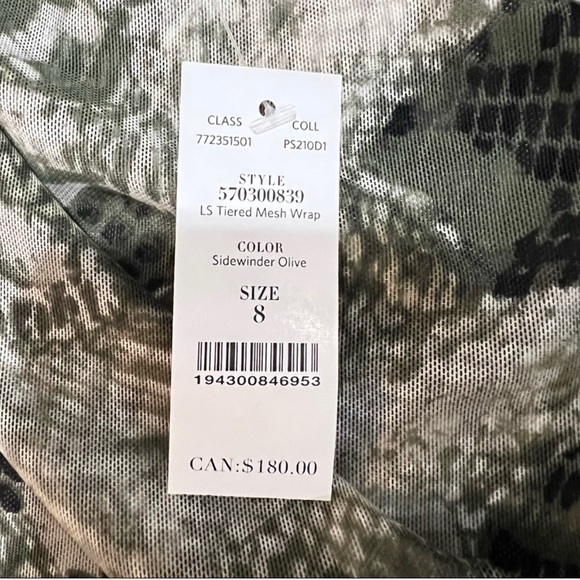 CLASS COLL
772351501 PS210D1
STYLE
570300839
LS Tiered Mesh Wrap
COLOR
Sidewinder Olive
SIZE
8
194300846953
CAN:$180.00